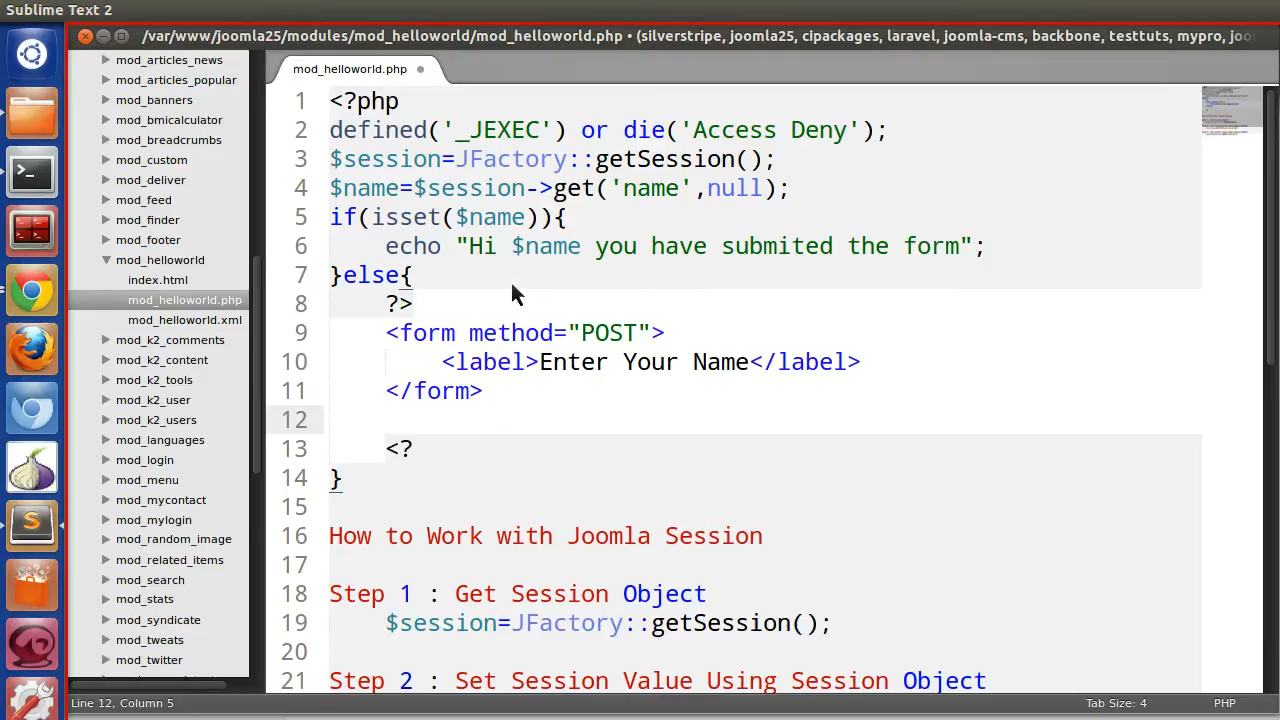 Sublime Text 2
/var/www/joomla25/modules/mod_helloworld/mod_helloworld.php • (silverstripe, joomla25, cipackages, laravel, joomla-cms, backbone, testtuts, mypro,
mod_articles_news
mod_articles_popular
mod_banners
mod_bmicalculator
mod_breadcrumbs
mod_custom
mod_deliver
mod_feed
mod_finder
mod_footer
mod_helloworld
index.html
mod_helloworld.php
mod_helloworld.xml
mod_k2_comments
mod_k2_content
mod_k2_tools
mod_k2_user
mod_k2_users
mod_languages
mod_login
mod_menu
mod_mycontact
mod_mylogin
mod_random_image
mod_related_items
mod_search
mod_stats
mod_syndicate
mod_tweats
mod_twitter
mod_helloworld.php
1 <?php
2 defined('_JEXEC') or die('Access Deny');
3 $session=JFactory::getSession();
4 $name=$session->get('name',null);
5 if(isset($name)){
6     echo "Hi $name you have submited the form";
7 }else{
8     ?>
9     <form method="POST">
10         <label>Enter Your Name</label>
11     </form>
12
13     <?
14 }
15
16 How to Work with Joomla Session
17
18 Step 1 : Get Session Object
19     $session=JFactory::getSession();
20
21 Step 2 : Set Session Value Using Session Object
Line 12, Column 5
Tab Size: 4
PHP